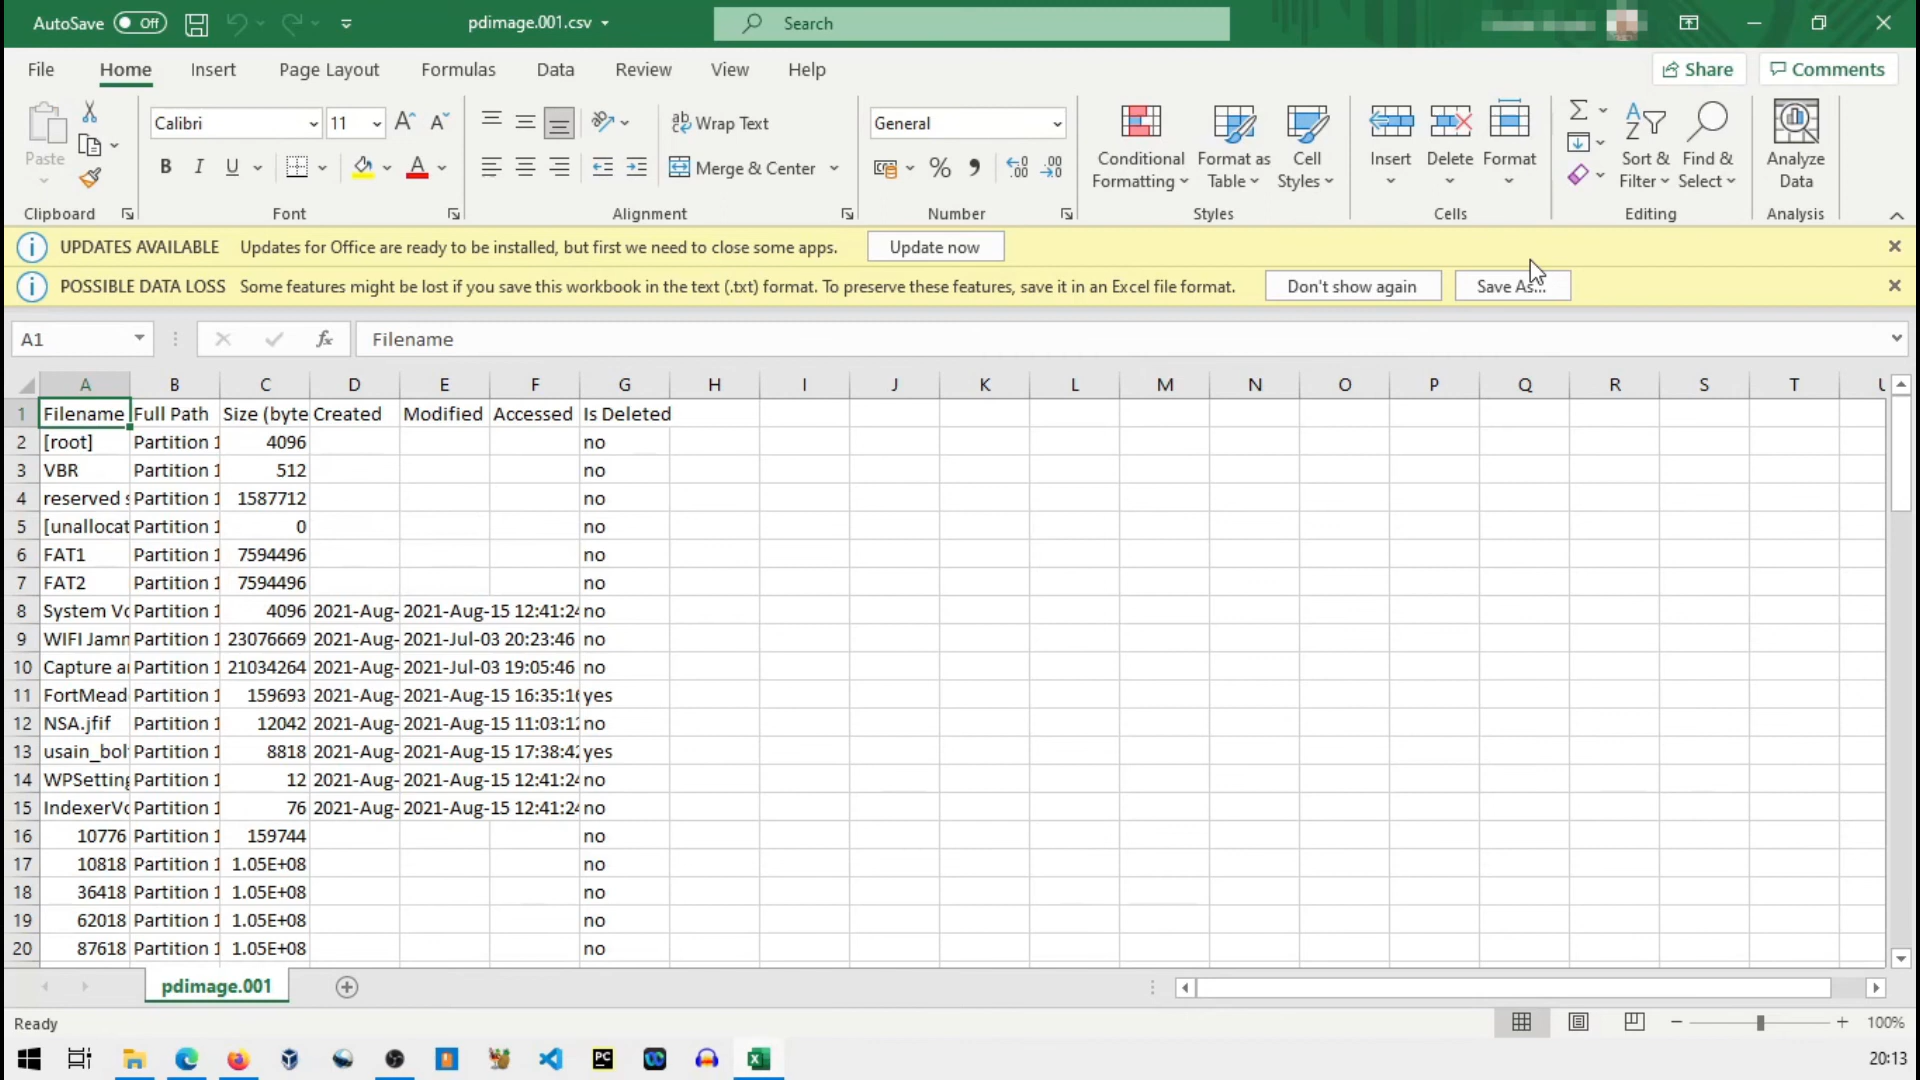 AutoSave Off pdimage.001.csv Search
File Home Insert Page Layout Formulas Data Review View Help Share Comments
Paste Calibri 11 Wrap Text General Conditional Formatting Format as Table Cell Styles Insert Delete Format Sort & Filter Find & Select Analyze Data
B I U Merge & Center
Clipboard Font Alignment Number Styles Cells Editing Analysis
UPDATES AVAILABLE Updates for Office are ready to be installed, but first we need to close some apps. Update now
POSSIBLE DATA LOSS Some features might be lost if you save this workbook in the text (.txt) format. To preserve these features, save it in an Excel file format. Don't show again Save As...
A1 fx Filename
A B C D E F G H I J K L M N O P Q R S T
1 Filename Full Path Size (byte Created Modified Accessed Is Deleted
2 [root] Partition 1 4096 no
3 VBR Partition 1 512 no
4 reserved s Partition 1 1587712 no
5 [unallocat Partition 1 0 no
6 FAT1 Partition 1 7594496 no
7 FAT2 Partition 1 7594496 no
8 System Vo Partition 1 4096 2021-Aug- 2021-Aug-15 12:41:24 no
9 WIFI Jamm Partition 1 23076669 2021-Aug- 2021-Jul-03 20:23:46 no
10 Capture an Partition 1 21034264 2021-Aug- 2021-Jul-03 19:05:46 no
11 FortMead Partition 1 159693 2021-Aug- 2021-Aug-15 16:35:16 yes
12 NSA.jfif Partition 1 12042 2021-Aug- 2021-Aug-15 11:03:12 no
13 usain_bol Partition 1 8818 2021-Aug- 2021-Aug-15 17:38:42 yes
14 WPSetting Partition 1 12 2021-Aug- 2021-Aug-15 12:41:24 no
15 IndexerVo Partition 1 76 2021-Aug- 2021-Aug-15 12:41:24 no
16 10776 Partition 1 159744 no
17 10818 Partition 1 1.05E+08 no
18 36418 Partition 1 1.05E+08 no
19 62018 Partition 1 1.05E+08 no
20 87618 Partition 1 1.05E+08 no
pdimage.001
Ready 100%
PC 20:13